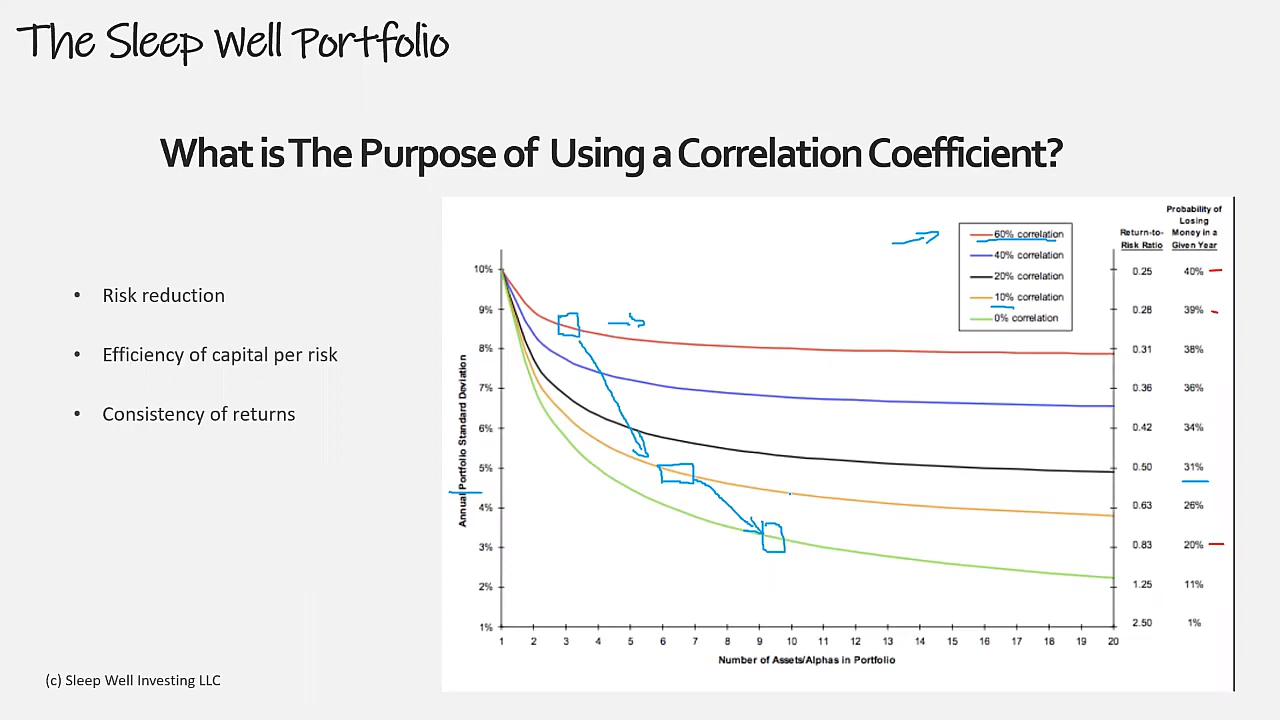 The Sleep Well Portfolio
What is The Purpose of Using a Correlation Coefficient?
• Risk reduction
• Efficiency of capital per risk
• Consistency of returns
60% correlation
40% correlation
20% correlation
10% correlation
0% correlation
Return-to-
Risk Ratio
Probability of
Losing
Money in a
Given Year
Annual Portfolio Standard Deviation
10%
9%
8%
7%
6%
5%
4%
3%
2%
1%
0.25 40%
0.28 39%
0.31 38%
0.36 36%
0.42 34%
0.50 31%
0.63 26%
0.83 20%
1.25 11%
2.50 1%
1 2 3 4 5 6 7 8 9 10 11 12 13 14 15 16 17 18 19 20
Number of Assets/Alphas in Portfolio
(c) Sleep Well Investing LLC